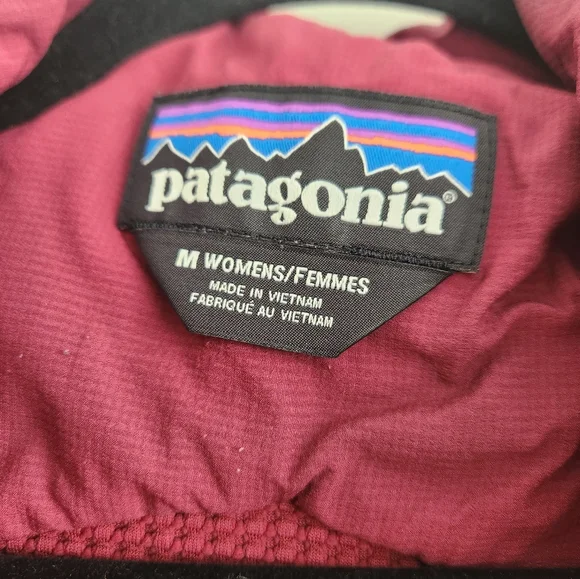 patagonia®
M WOMENS/FEMMES
MADE IN VIETNAM
FABRIQUÉ AU VIETNAM